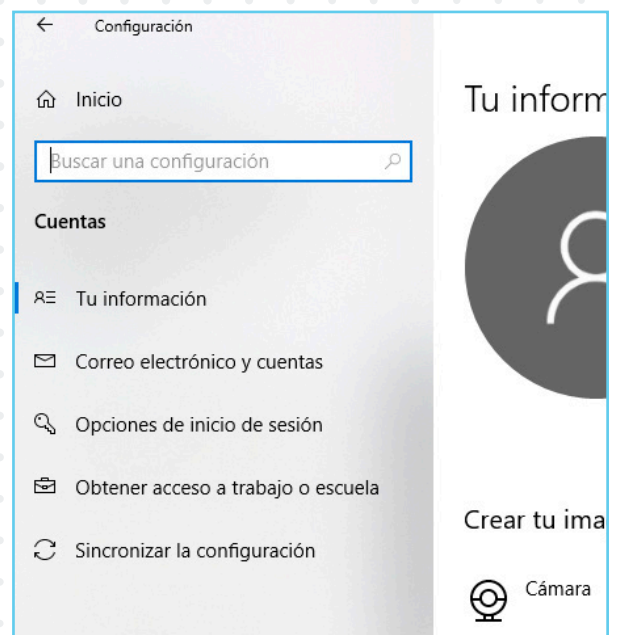 Configuración
Inicio
Buscar una configuración
Cuentas
Tu información
Correo electrónico y cuentas
Opciones de inicio de sesión
Obtener acceso a trabajo o escuela
Sincronizar la configuración
Tu inform
Crear tu ima
Cámara